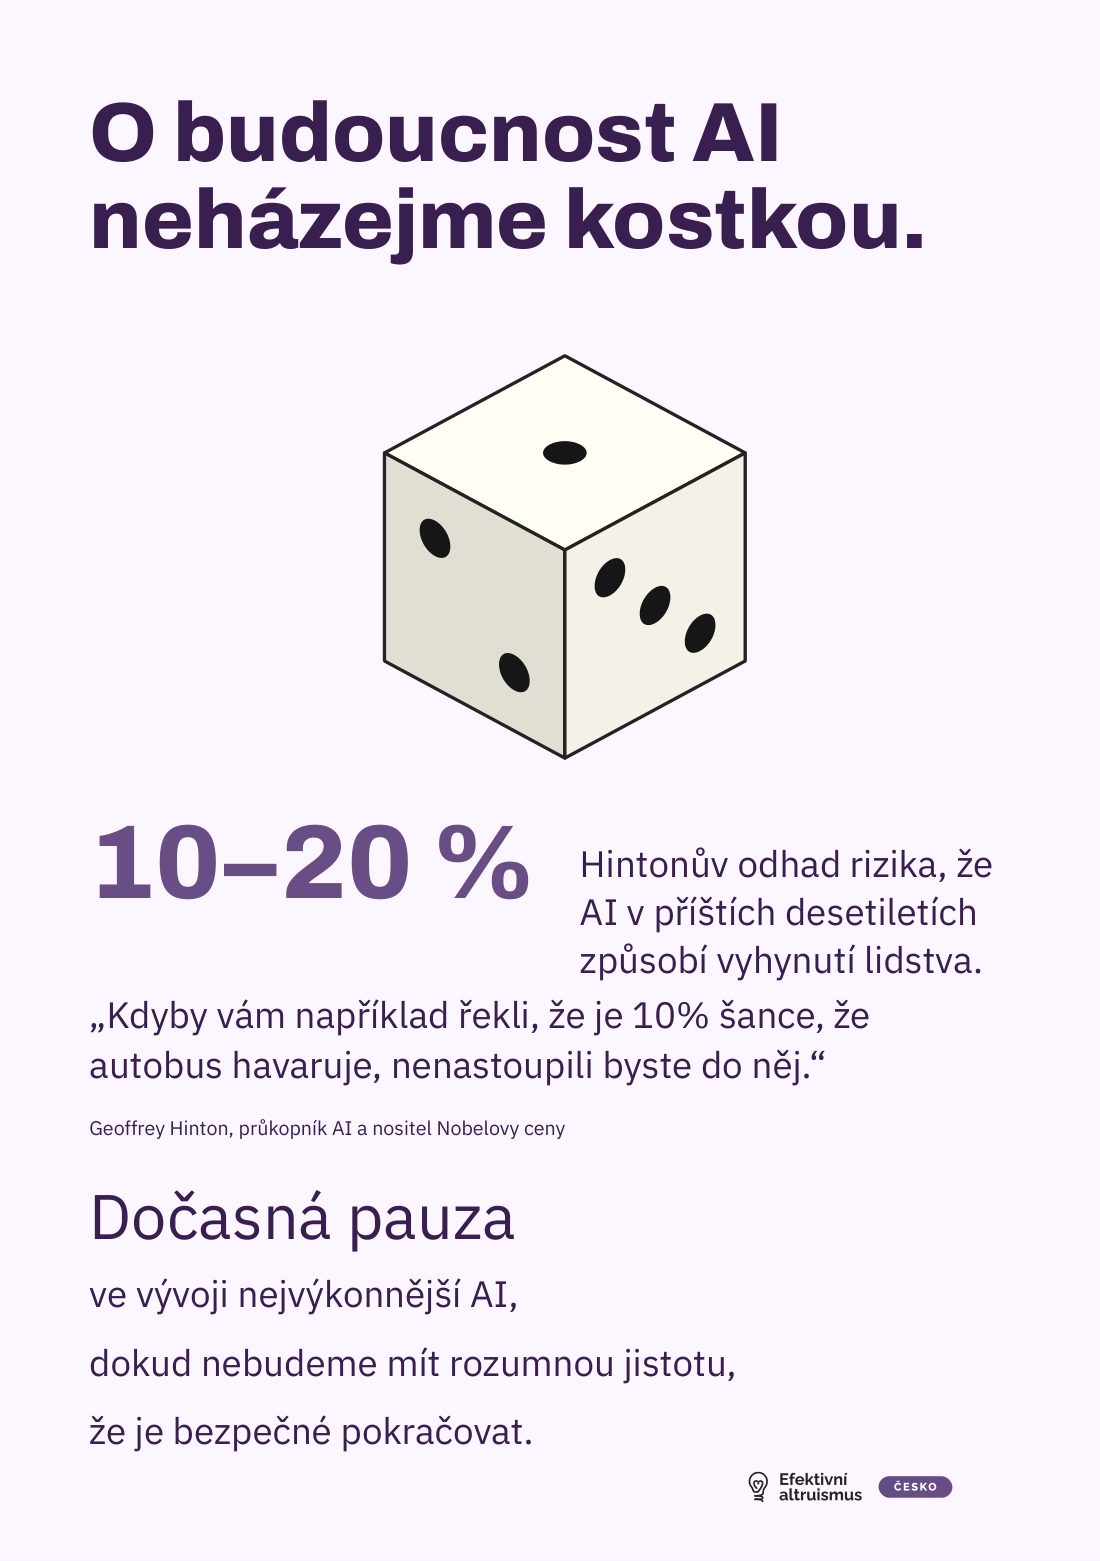 O budoucnost AI
neházejme kostkou.
10–20 %
Hintonův odhad rizika, že
AI v příštích desetiletích
způsobí vyhynutí lidstva.
„Kdyby vám například řekli, že je 10% šance, že
autobus havaruje, nenastoupili byste do něj.“
Geoffrey Hinton, průkopník AI a nositel Nobelovy ceny
Dočasná pauza
ve vývoji nejvýkonnější AI,
dokud nebudeme mít rozumnou jistotu,
že je bezpečné pokračovat.
Efektivní
altruismus
ČESKO